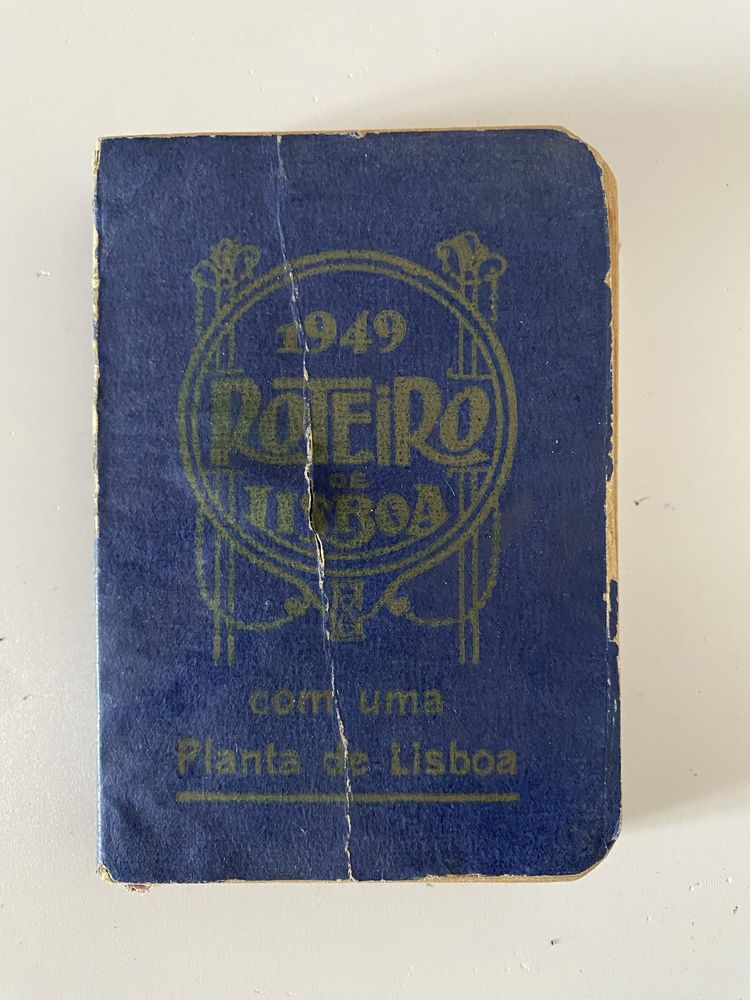 1949
ROTEIRO
DE
LISBOA
com uma
Planta de Lisboa